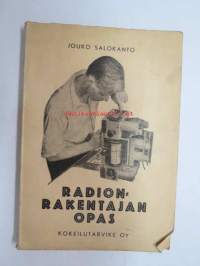 JOUKO SALOKANTO
RADION-
RAKENTAJAN
OPAS
KOKEILUTARVIKE OY